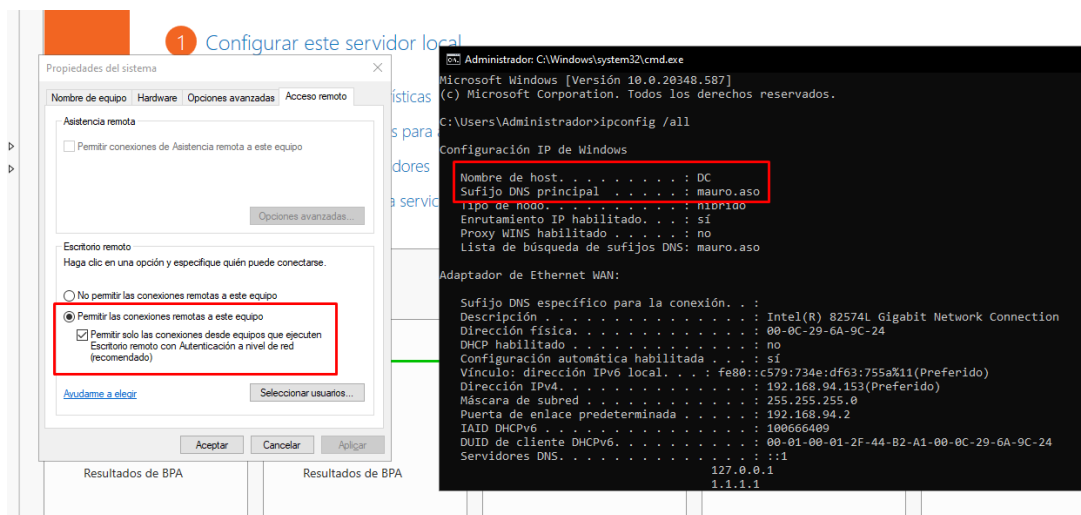 1 Configurar este servidor local
Propiedades del sistema
Nombre de equipo Hardware Opciones avanzadas Acceso remoto
Asistencia remota
Permitir conexiones de Asistencia remota a este equipo
Opciones avanzadas...
Escritorio remoto
Haga clic en una opción y especifique quién puede conectarse.
No permitir las conexiones remotas a este equipo
Permitir las conexiones remotas a este equipo
Permitir solo las conexiones desde equipos que ejecuten
Escritorio remoto con Autenticación a nivel de red
(recomendado)
Ayudarme a elegir
Seleccionar usuarios...
Aceptar Cancelar Aplicar
ísticas
s para
dores
a servic
Resultados de BPA
Resultados de BPA
Administrador: C:\Windows\system32\cmd.exe
Microsoft Windows [Versión 10.0.20348.587]
(c) Microsoft Corporation. Todos los derechos reservados.
C:\Users\Administrador>ipconfig /all
Configuración IP de Windows
Nombre de host. . . . . . . . . : DC
Sufijo DNS principal  . . . . . : mauro.aso
Tipo de nodo. . . . . . . . . . : híbrido
Enrutamiento IP habilitado. . . : sí
Proxy WINS habilitado . . . . . : no
Lista de búsqueda de sufijos DNS: mauro.aso
Adaptador de Ethernet WAN:
Sufijo DNS específico para la conexión. . :
Descripción . . . . . . . . . . . . . . . : Intel(R) 82574L Gigabit Network Connection
Dirección física. . . . . . . . . . . . . : 00-0C-29-6A-9C-24
DHCP habilitado . . . . . . . . . . . . . : no
Configuración automática habilitada . . . : sí
Vínculo: dirección IPv6 local. . . : fe80::c579:734e:df63:755a%11(Preferido)
Dirección IPv4. . . . . . . . . . . . . . : 192.168.94.153(Preferido)
Máscara de subred . . . . . . . . . . . . : 255.255.255.0
Puerta de enlace predeterminada . . . . . : 192.168.94.2
IAID DHCPv6 . . . . . . . . . . . . . . . : 100666409
DUID de cliente DHCPv6. . . . . . . . . . : 00-01-00-01-2F-44-B2-A1-00-0C-29-6A-9C-24
Servidores DNS. . . . . . . . . . . . . . : ::1
127.0.0.1
1.1.1.1